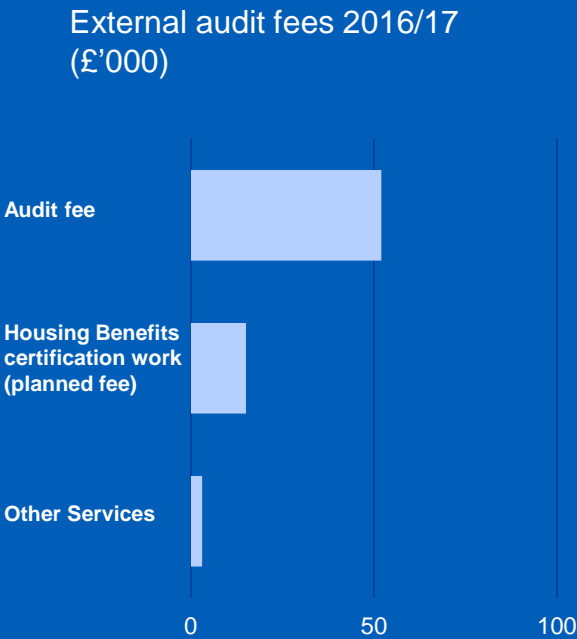 External audit fees 2016/17
(£’000)
Audit fee
Housing Benefits
certification work
(planned fee)
Other Services
0 50 100